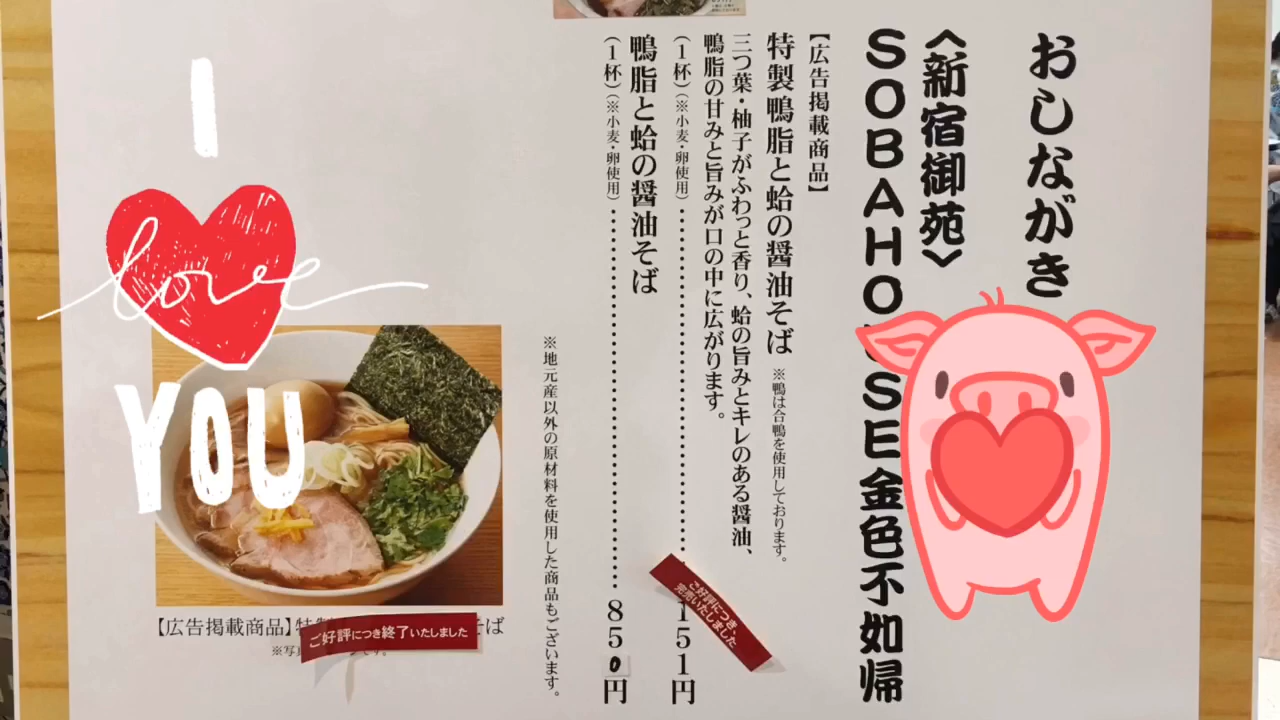 おしながき
〈新宿御苑〉
SOBAHO SE 金色不如帰
【広告掲載商品】
特製鴨脂と蛤の醤油そば ※鴨は合鴨を使用しております。
三つ葉・柚子がふわっと香り、蛤の旨みとキレのある醤油、
鴨脂の甘みと旨みが口の中に広がります。
(1杯)(※小麦・卵使用)……1151円
ご好評につき、
完売いたしました
鴨脂と蛤の醤油そば
(1杯)(※小麦・卵使用)……850円
※地元産以外の原材料を使用した商品もございます。
I
love
YOU
【広告掲載商品】特製 そば
ご好評につき終了いたしました
※写真 です。